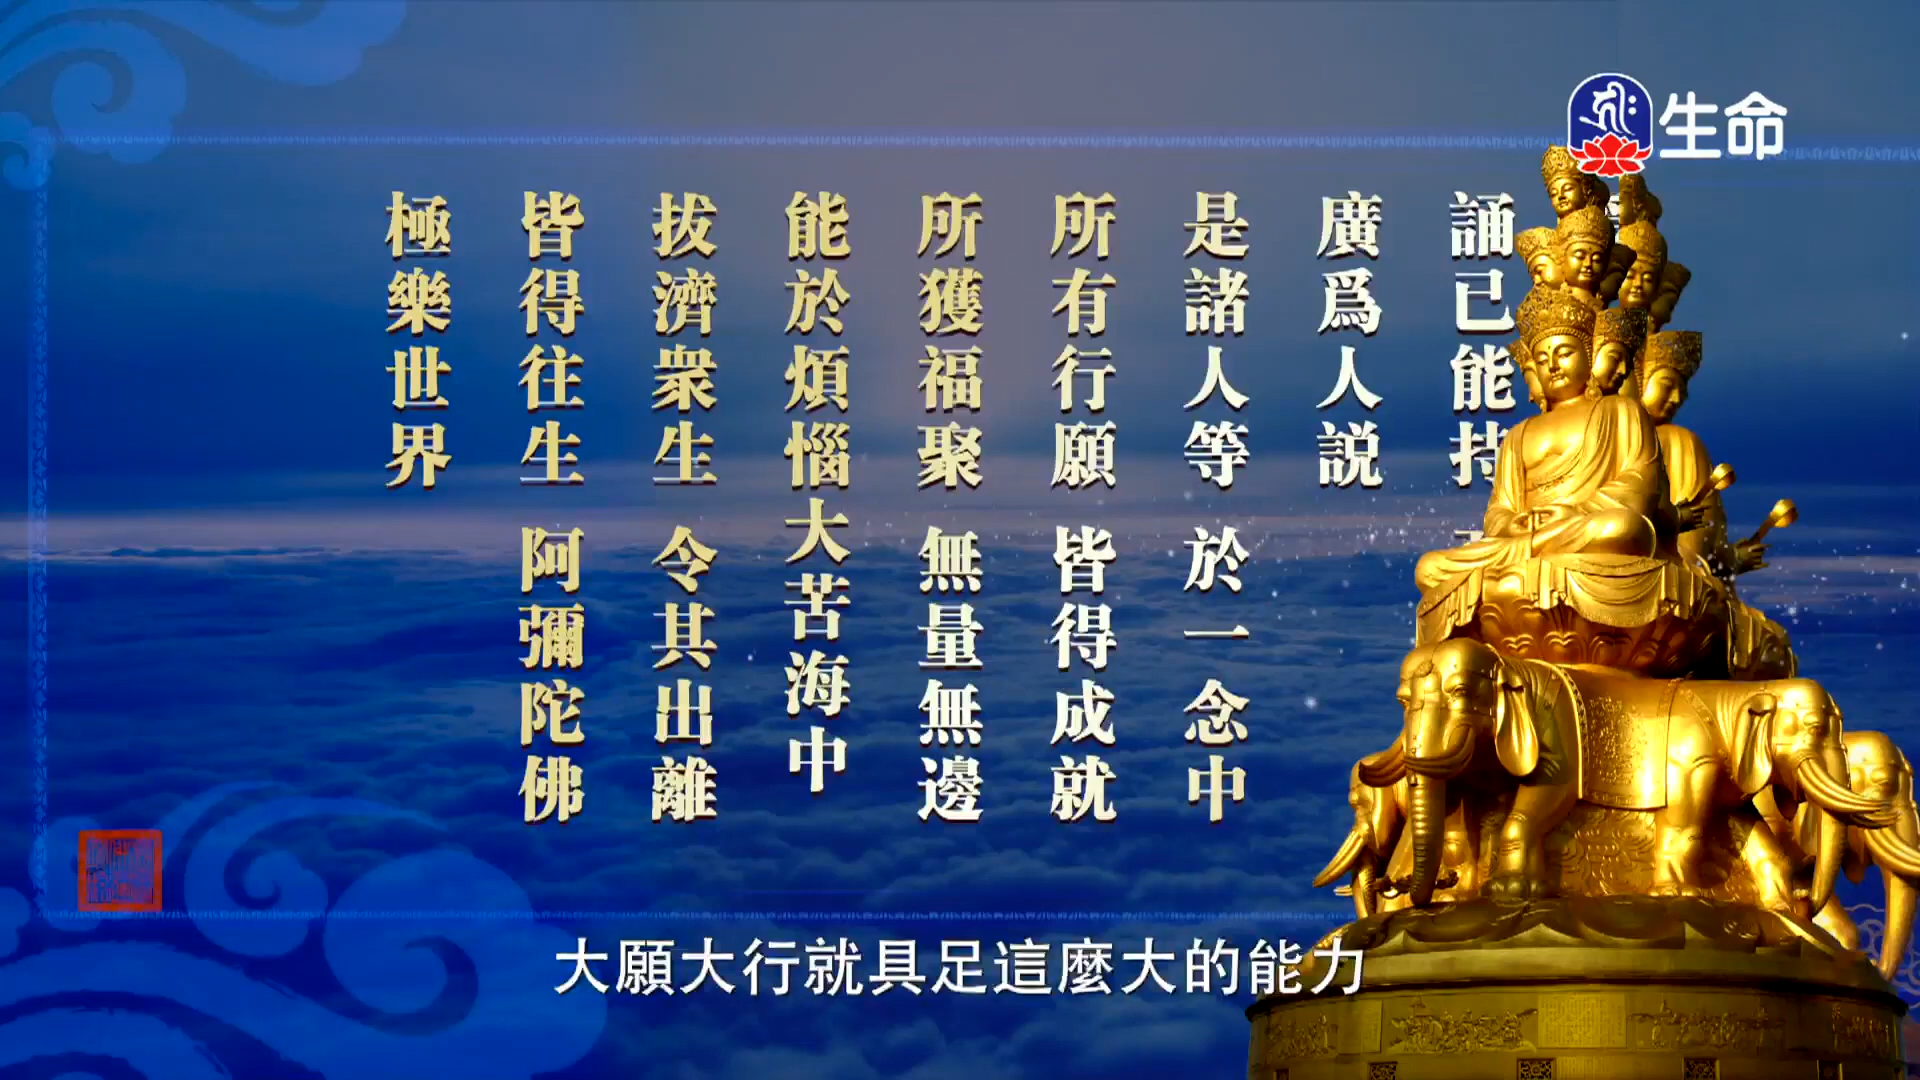 生命
誦已能持
廣爲人説
是諸人等 於一念中
所有行願 皆得成就
所獲福聚 無量無邊
能於煩惱大苦海中
拔濟衆生 令其出離
皆得往生 阿彌陀佛
極樂世界
大願大行就具足這麼大的能力